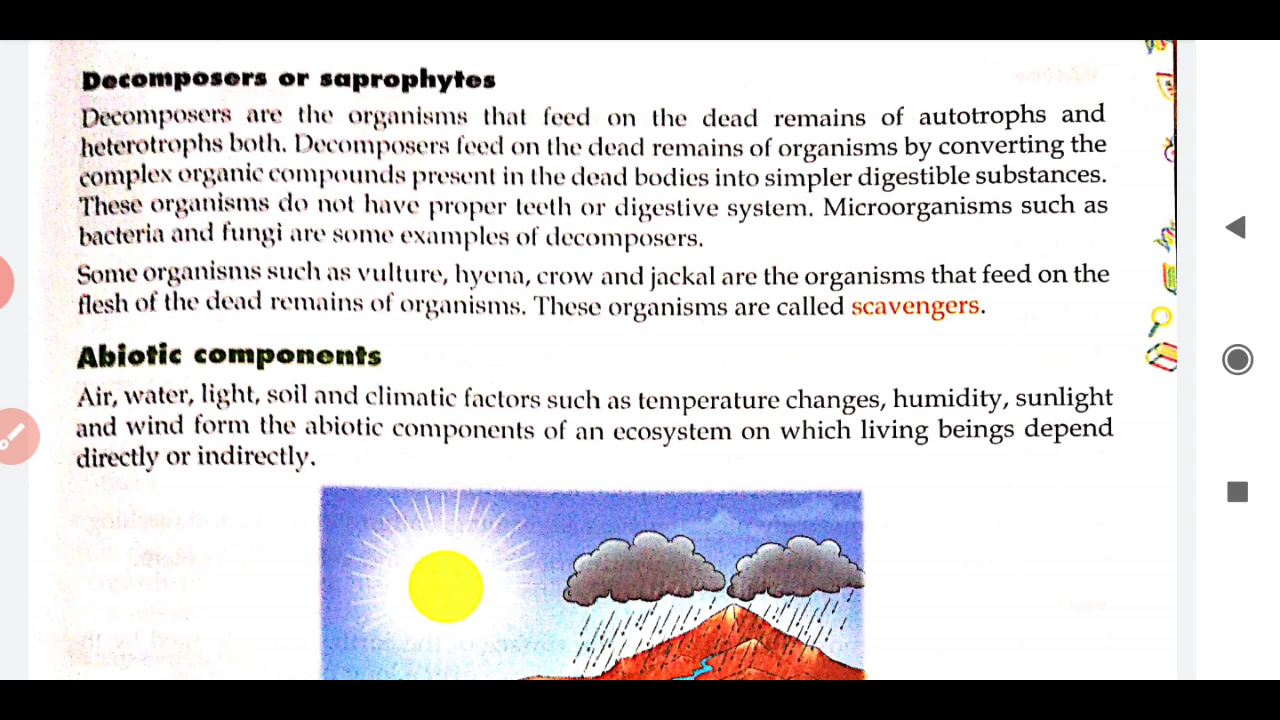 Decomposers or saprophytes
Decomposers are the organisms that feed on the dead remains of autotrophs and
heterotrophs both. Decomposers feed on the dead remains of organisms by converting the
complex organic compounds present in the dead bodies into simpler digestible substances.
These organisms do not have proper teeth or digestive system. Microorganisms such as
bacteria and fungi are some examples of decomposers.
Some organisms such as vulture, hyena, crow and jackal are the organisms that feed on the
flesh of the dead remains of organisms. These organisms are called scavengers.
Abiotic components
Air, water, light, soil and climatic factors such as temperature changes, humidity, sunlight
and wind form the abiotic components of an ecosystem on which living beings depend
directly or indirectly.